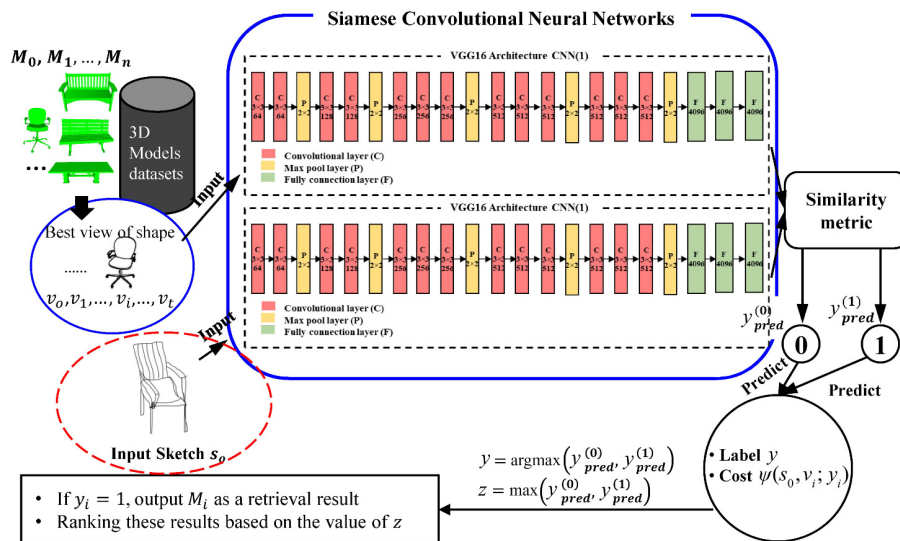 Siamese Convolutional Neural Networks
M₀, M₁, …, Mₙ
3D
Models
datasets
Best view of shape
......
vₒ, v₁, …, vᵢ, …, vₜ
Input
Input
Input Sketch sₒ
VGG16 Architecture CNN(1)
C 3×3 64
C 3×3 64
P 2×2
C 3×3 128
C 3×3 128
P 2×2
C 3×3 256
C 3×3 256
C 3×3 256
P 2×2
C 3×3 512
C 3×3 512
C 3×3 512
P 2×2
C 3×3 512
C 3×3 512
C 3×3 512
P 2×2
F 4096
F 4096
F 4096
Convolutional layer (C)
Max pool layer (P)
Fully connection layer (F)
VGG16 Architecture CNN(1)
C 3×3 64
C 3×3 64
P 2×2
C 3×3 128
C 3×3 128
P 2×2
C 3×3 256
C 3×3 256
C 3×3 256
P 2×2
C 3×3 512
C 3×3 512
C 3×3 512
P 2×2
C 3×3 512
C 3×3 512
C 3×3 512
P 2×2
F 4096
F 4096
F 4096
Convolutional layer (C)
Max pool layer (P)
Fully connection layer (F)
Similarity
metric
y_pred^(0)
y_pred^(1)
0
1
Predict
Predict
• Label y
• Cost ψ(s₀, vᵢ; yᵢ)
y = argmax(y_pred^(0), y_pred^(1))
z = max(y_pred^(0), y_pred^(1))
• If yᵢ = 1, output Mᵢ as a retrieval result
• Ranking these results based on the value of z